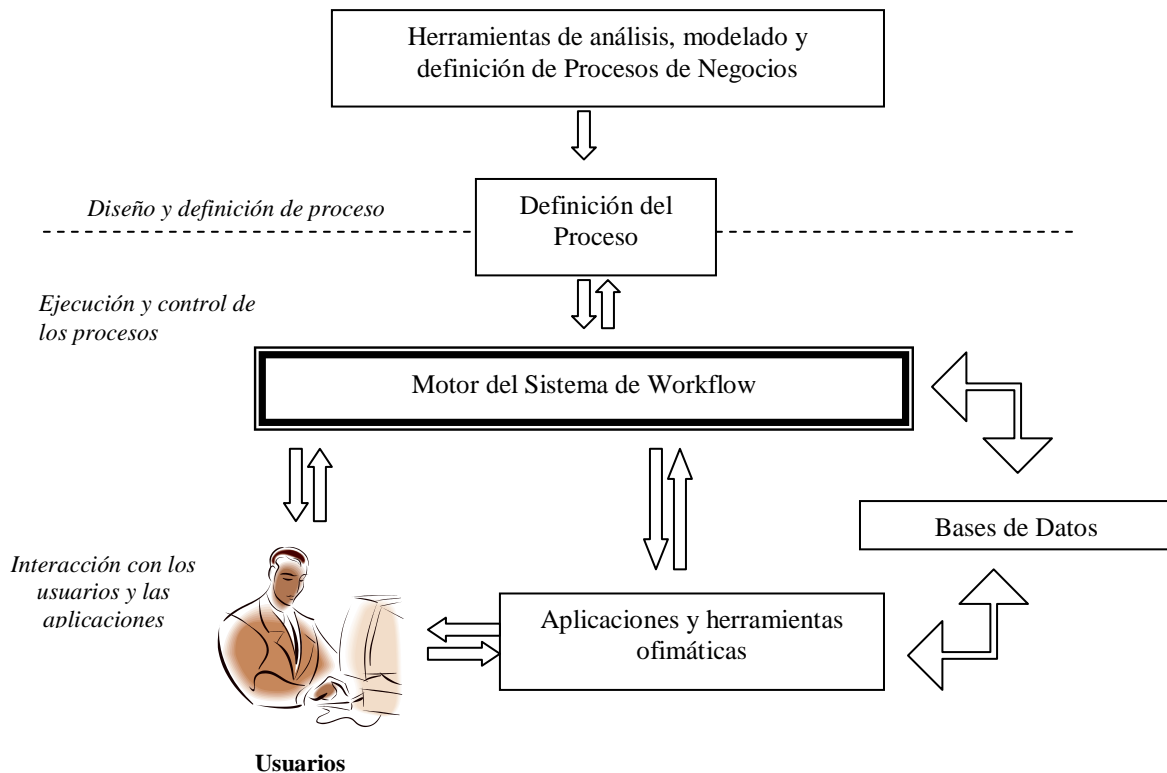 Herramientas de análisis, modelado y
definición de Procesos de Negocios
Diseño y definición de proceso
Definición del
Proceso
Ejecución y control de
los procesos
Motor del Sistema de Workflow
Bases de Datos
Interacción con los
usuarios y las
aplicaciones
Aplicaciones y herramientas
ofimáticas
Usuarios